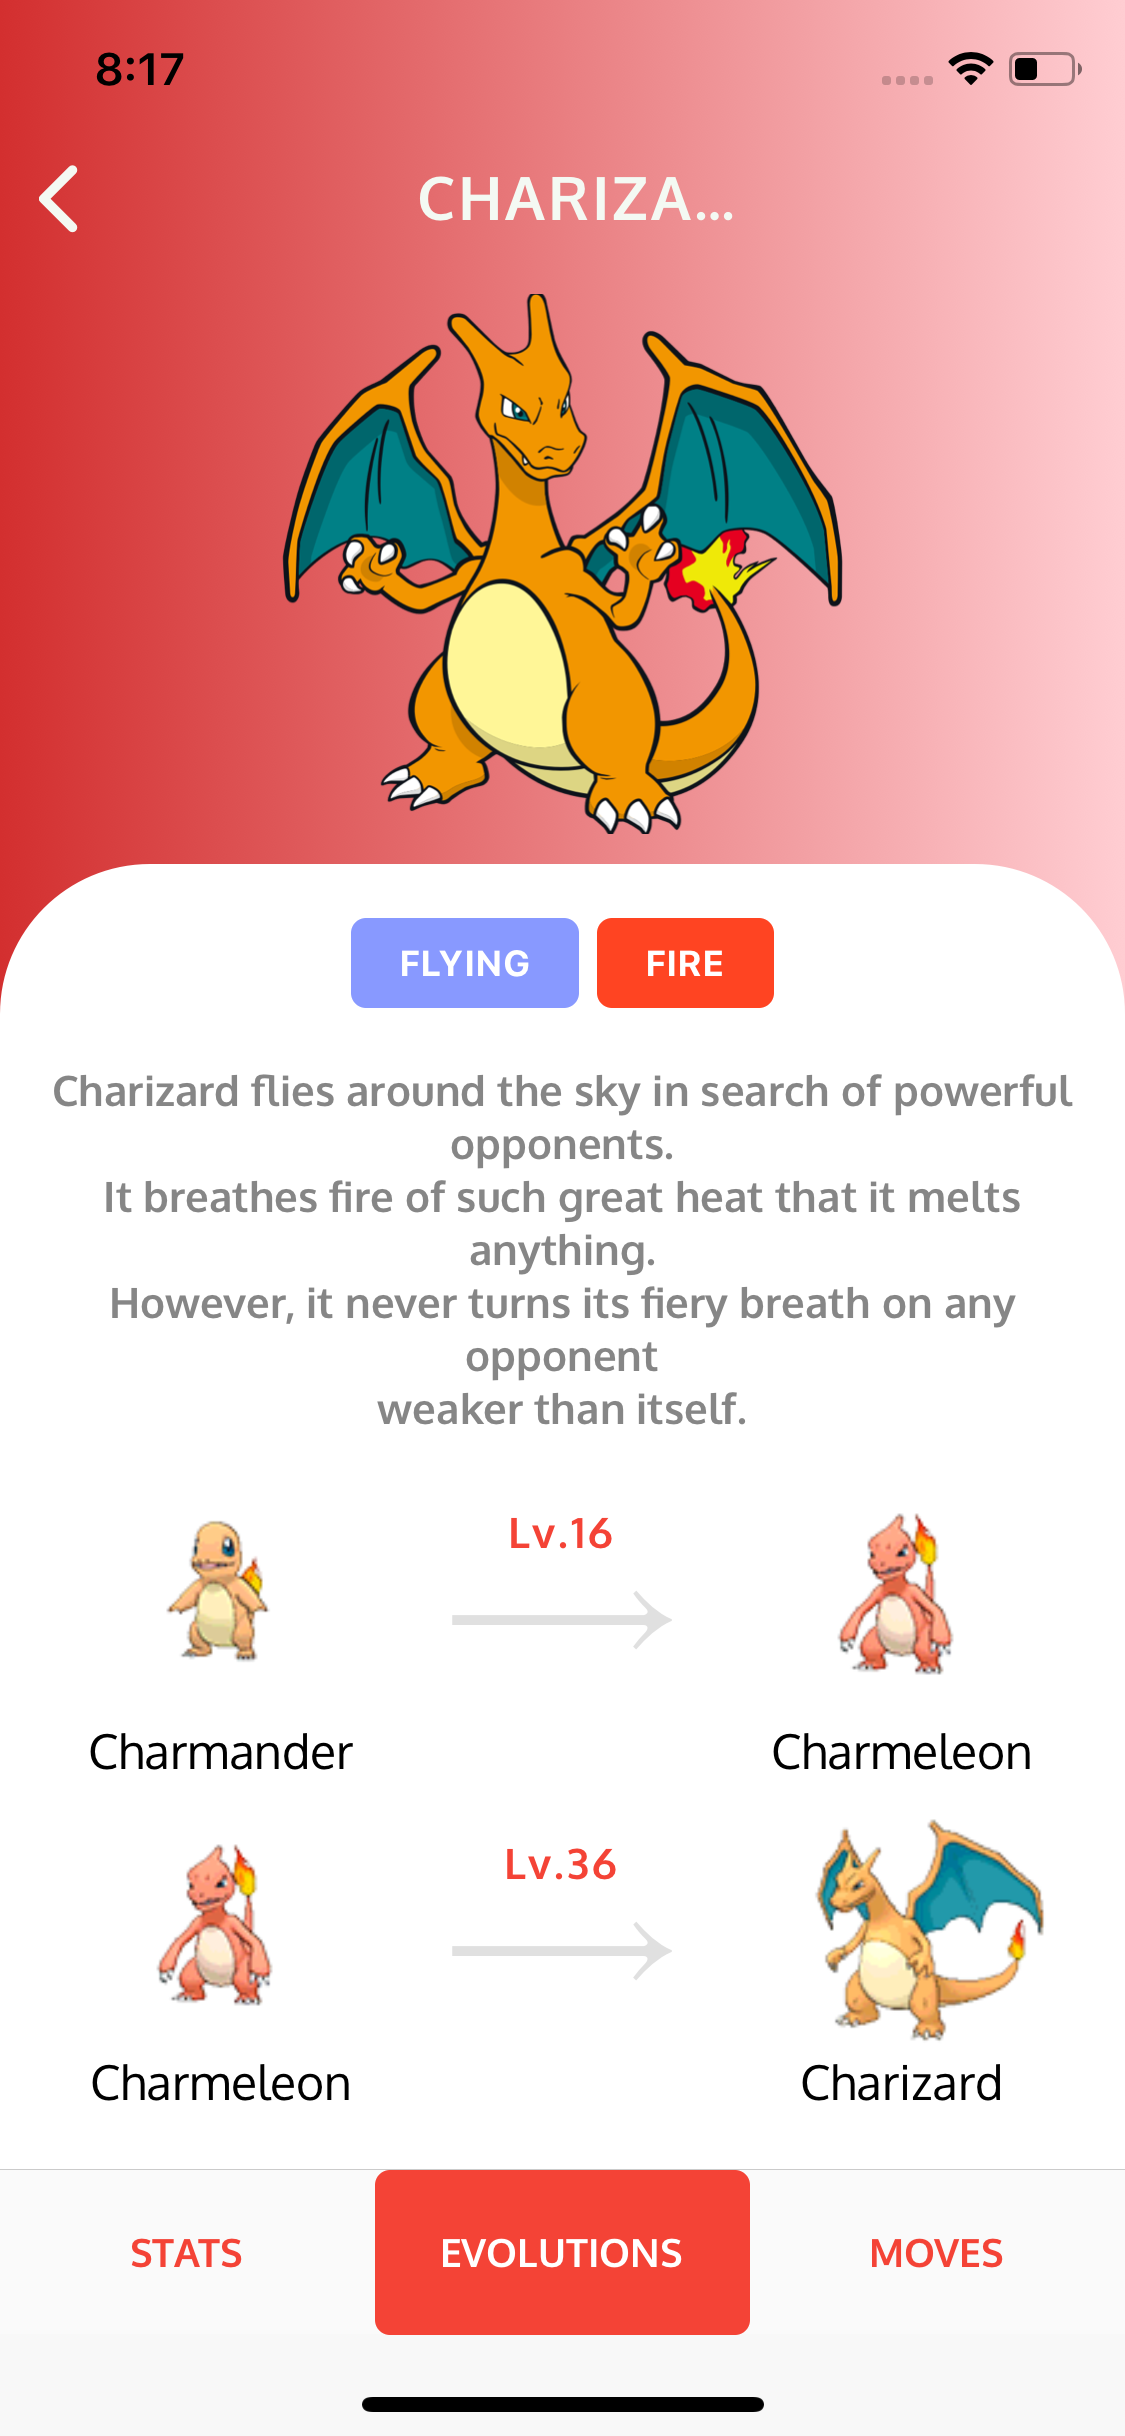 8:17
CHARIZA...
FLYING FIRE
Charizard flies around the sky in search of powerful
opponents.
It breathes fire of such great heat that it melts
anything.
However, it never turns its fiery breath on any
opponent
weaker than itself.
Lv.16
Charmander Charmeleon
Lv.36
Charmeleon Charizard
STATS EVOLUTIONS MOVES